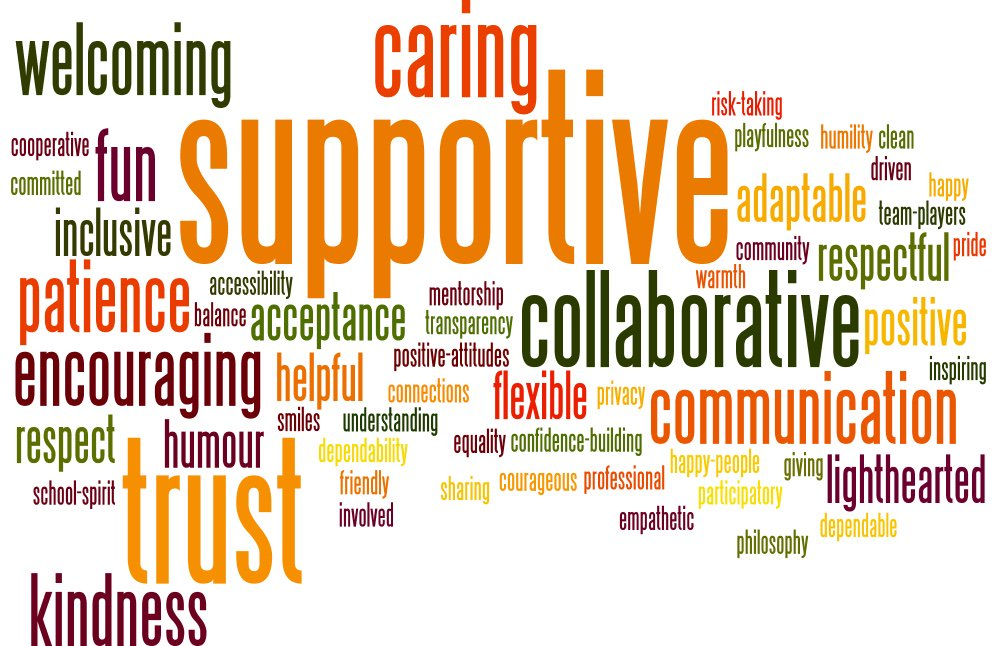 welcoming
caring
supportive
risk-taking
playfulness
humility
clean
cooperative
fun
committed
driven
adaptable
happy
team-players
inclusive
community
respectful
pride
warmth
patience
accessibility
balance
acceptance
mentorship
transparency
collaborative
positive
positive-attitudes
encouraging
helpful
connections
flexible
privacy
inspiring
communication
respect
humour
smiles
understanding
dependability
equality
confidence-building
school-spirit
trust
friendly
involved
sharing
courageous
professional
happy-people
giving
lighthearted
participatory
empathetic
dependable
philosophy
kindness